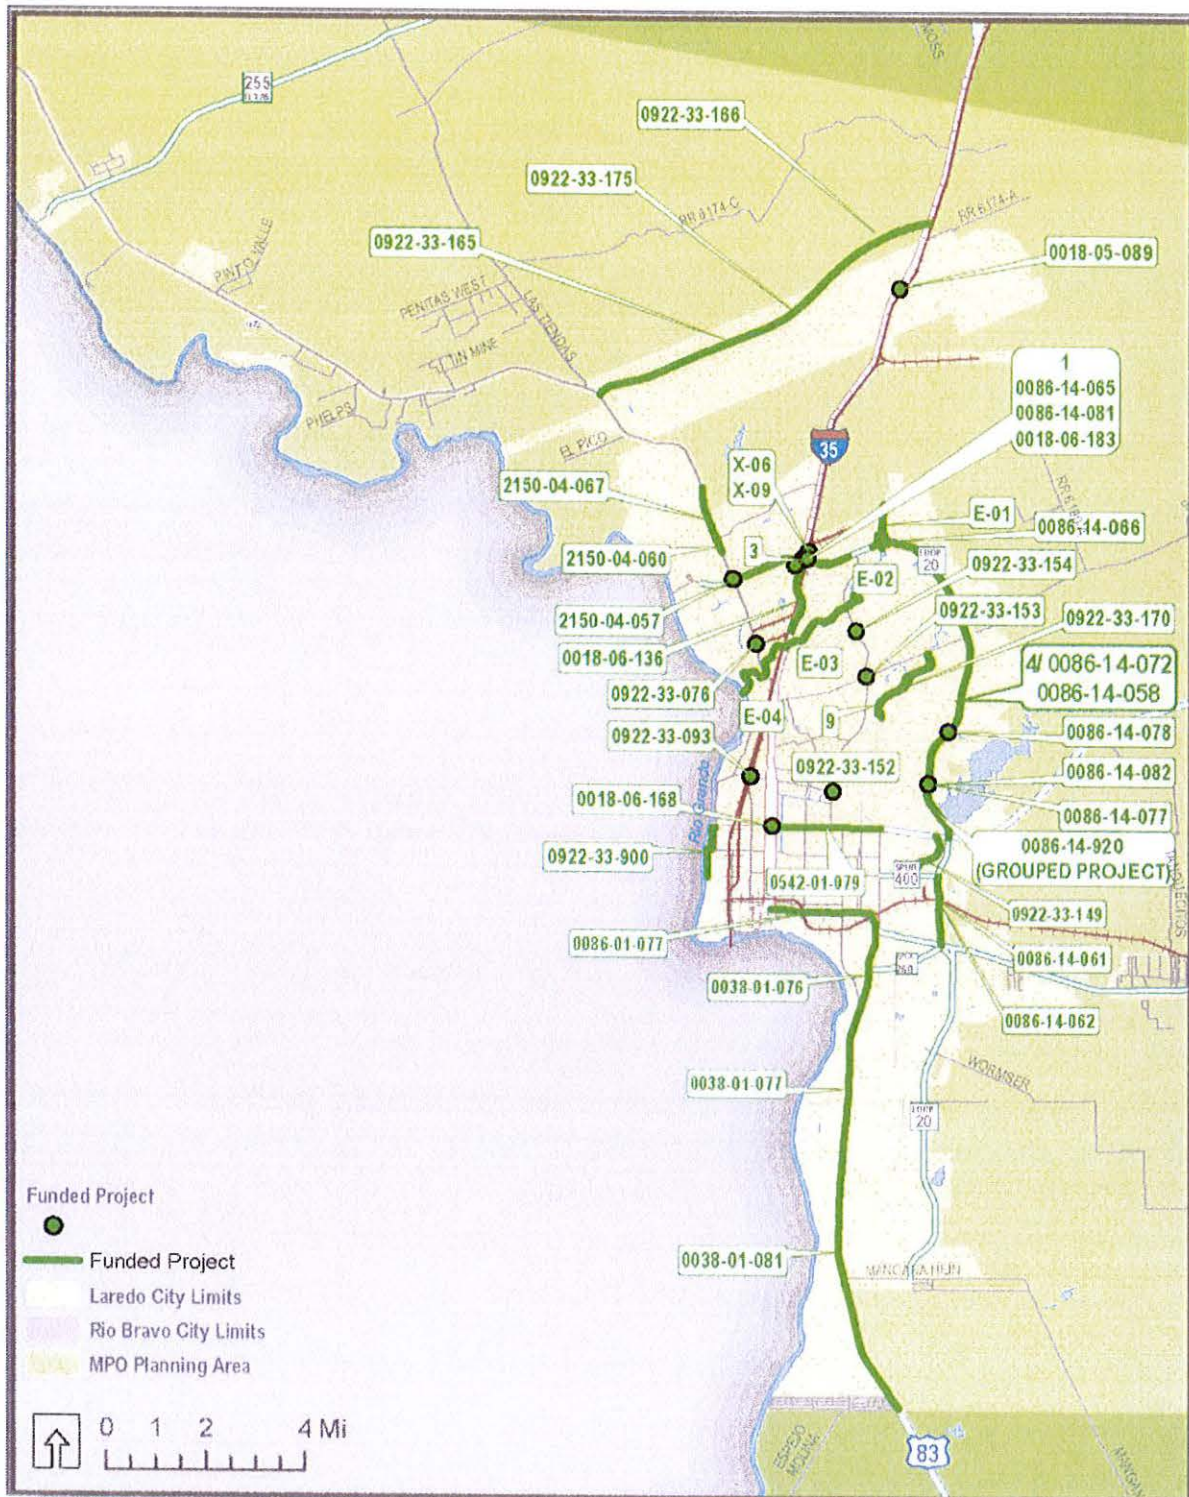 MOSS
255
0922-33-166
0922-33-175
RR 6174-C
RR 6174-A
0922-33-165
0018-05-089
PINTO VALLE
PENITAS WEST
LAS TIENDAS
TIN MINE
1
0086-14-065
0086-14-081
0018-06-183
PHELPS
EL PICO
35
X-06
X-09
2150-04-067
E-01
0086-14-066
3
LOOP
20
2150-04-060
0922-33-154
E-02
2150-04-057
0922-33-153
0922-33-170
0018-06-136
E-03
4/ 0086-14-072
0086-14-058
0922-33-076
E-04
9
0922-33-093
0086-14-078
0922-33-152
0086-14-082
0018-06-168
Rio Grande
0086-14-077
0922-33-900
0086-14-920
(GROUPED PROJECT)
SPUR
400
0542-01-079
0922-33-149
0086-01-077
0086-14-061
260
0038-01-076
0086-14-062
WORMSER
0038-01-077
LOOP
20
Funded Project
0038-01-081
Funded Project
Laredo City Limits
Rio Bravo City Limits
MPO Planning Area
0 1 2 4 Mi
ESPEJO
MOLINA
83